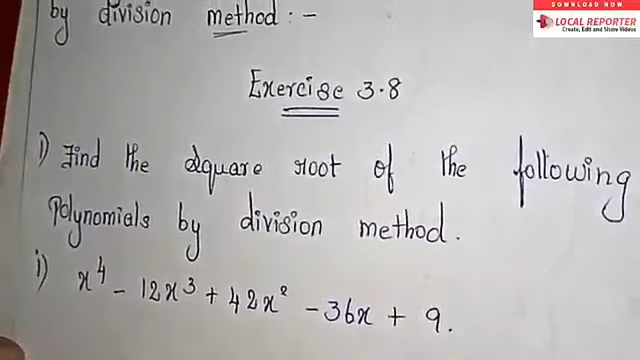 by division method :-
DOWNLOAD NOW
LOCAL REPORTER
Create, Edit and Share Videos
Exercise 3.8
1) Find the square root of the following
Polynomials by division method.
i) x⁴ - 12x³ + 42x² - 36x + 9.